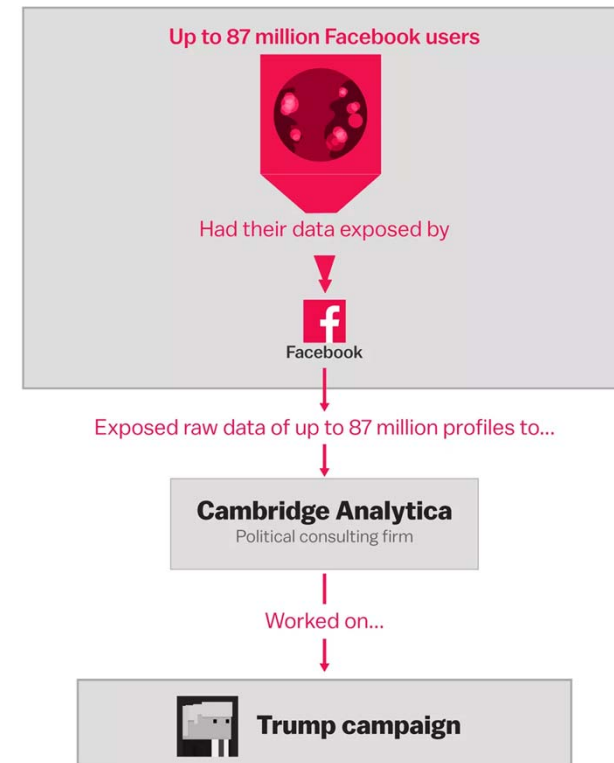 Up to 87 million Facebook users
Had their data exposed by
f
Facebook
Exposed raw data of up to 87 million profiles to...
Cambridge Analytica
Political consulting firm
Worked on...
Trump campaign